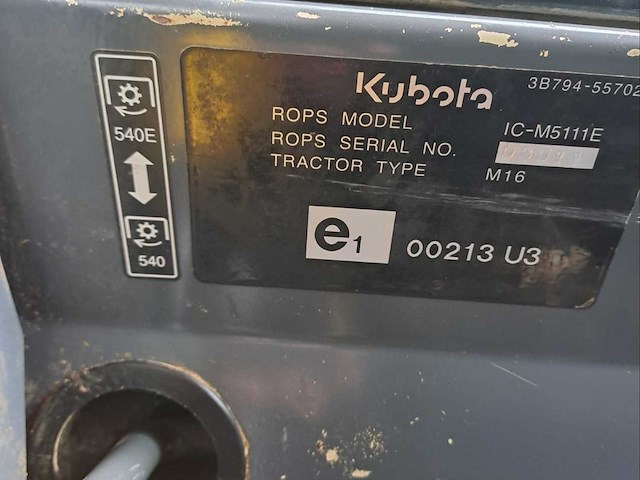 540E
540
Kubota
3B794-55702
ROPS MODEL IC-M5111E
ROPS SERIAL NO.
TRACTOR TYPE M16
e1 00213 U3